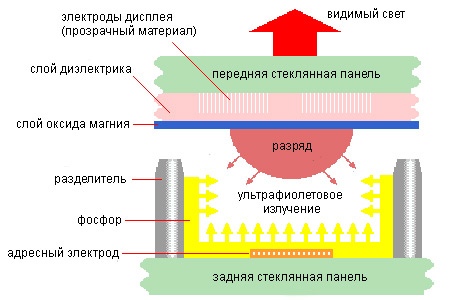 электроды дисплея
(прозрачный материал)
видимый свет
слой диэлектрика
передняя стеклянная панель
слой оксида магния
разряд
разделитель
ультрафиолетовое
излучение
фосфор
адресный электрод
задняя стеклянная панель